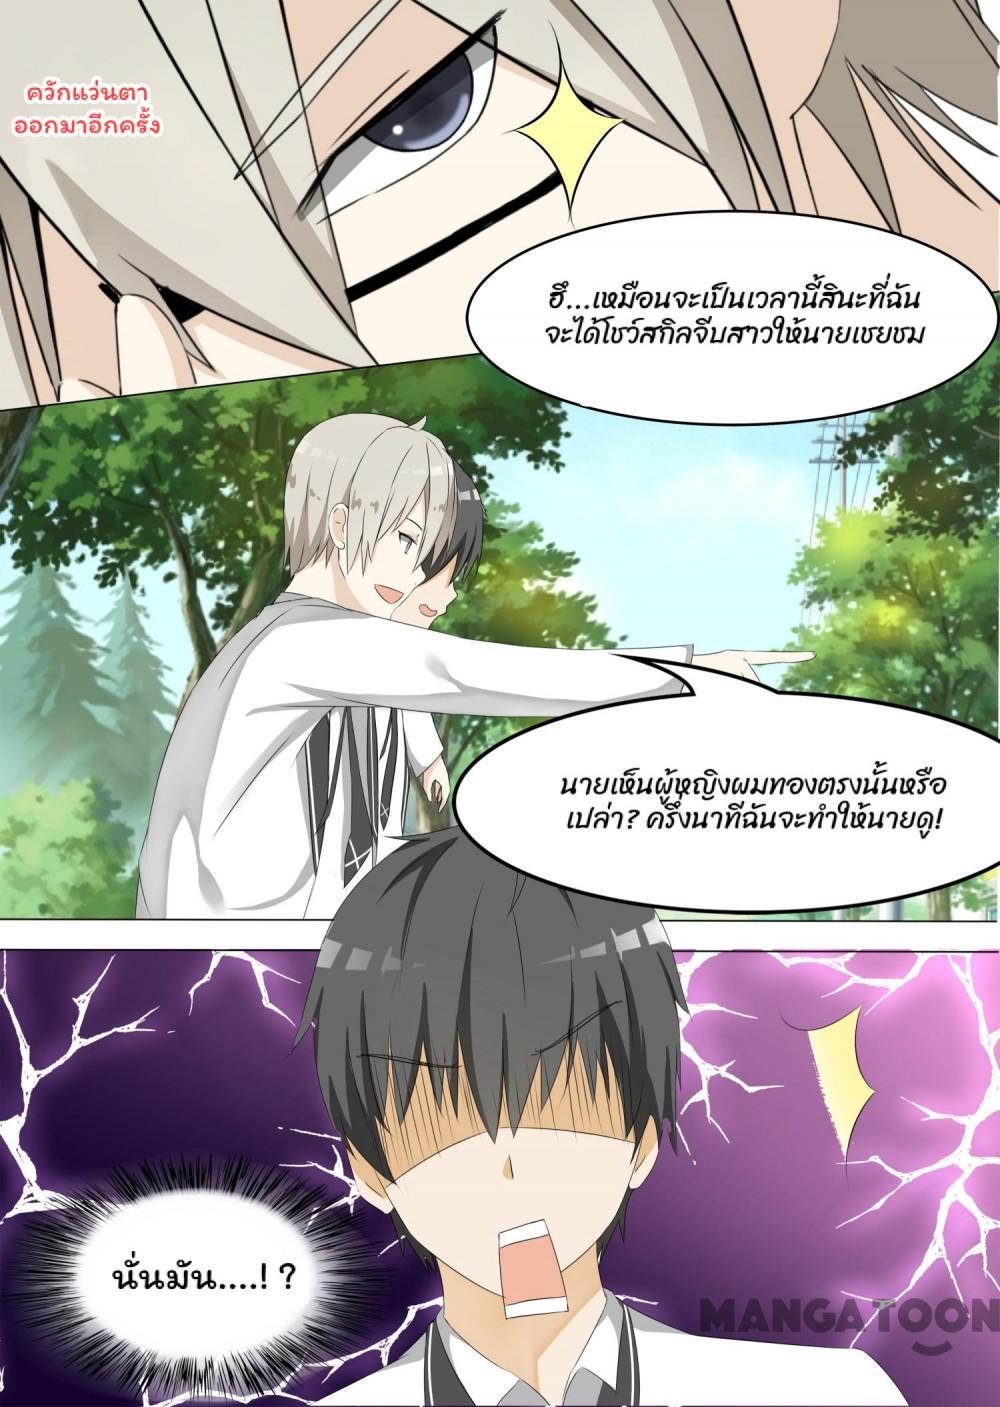 ควักแว่นตา
ออกมาอีกครั้ง
ฮึ...เหมือนจะเป็นเวลานี้สินะที่ฉัน
จะได้โชว์สกิลจีบสาวให้นายเชยชม
นายเห็นผู้หญิงผมทองตรงนั้นหรือ
เปล่า? ครึ่งนาทีฉันจะทำให้นายดู!
นั่นมัน....! ?
MANGATOON